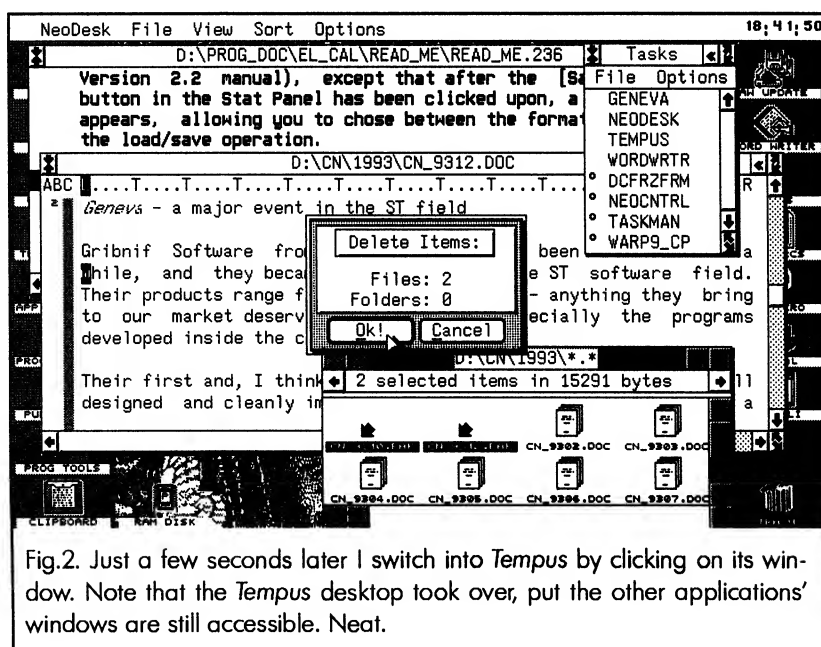 NeoDesk File View Sort Options 18:41:50
D:\PROG_DOC\EL_CAL\READ_ME\READ_ME.236
Version 2.2 manual), except that after the [Sa
button in the Stat Panel has been clicked upon, a
appears, allowing you to chose between the format
the load/save operation.
Tasks
File Options
GENEVA
NEODESK
TEMPUS
WORDWRTR
DCFRZFRM
NEOCNTRL
TASKMAN
WARP9_CP
AW UPDATE
ORD WRITER
D:\CN\1993\CN_9312.DOC
ABC ....T....T....T....T....T....T....T....T....T.... R
Geneva - a major event in the ST field
Gribnif Software fro been a
while, and they beca e ST software field.
Their products range f - anything they bring
to our market deserv ecially the programs
developed inside the c
Their first and, I think ll
designed and cleanly im a
Delete Items:
Files: 2
Folders: 0
Ok! Cancel
D:\CN\1993\*.*
2 selected items in 15291 bytes
CN_9302.DOC CN_9303.DOC
CN_9304.DOC CN_9305.DOC CN_9306.DOC CN_9307.DOC
PROG TOOLS
CLIPBOARD RAM DISK
Fig.2. Just a few seconds later I switch into Tempus by clicking on its win-
dow. Note that the Tempus desktop took over, put the other applications'
windows are still accessible. Neat.